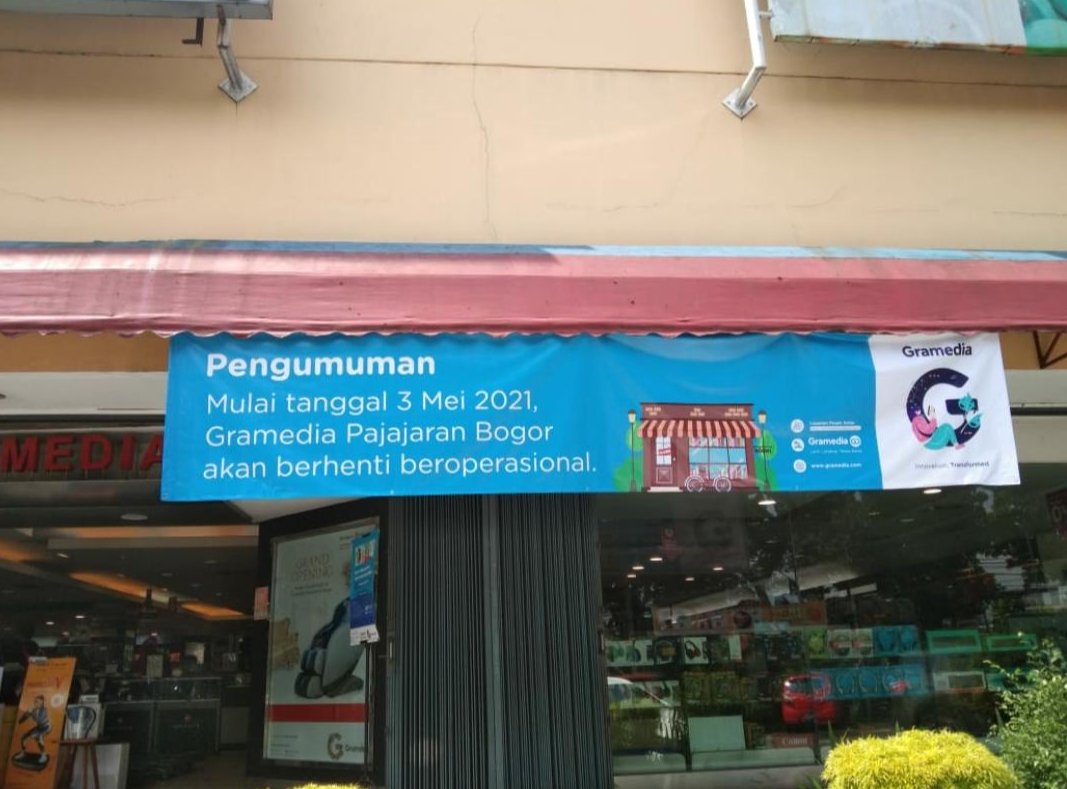 Pengumuman
Mulai tanggal 3 Mei 2021,
Gramedia Pajajaran Bogor
akan berhenti beroperasional.
Gramedia
www.gramedia.com
Gramedia
G
Innovation, Transformed
MEDIA
GRAND
OPENING
G
Canon